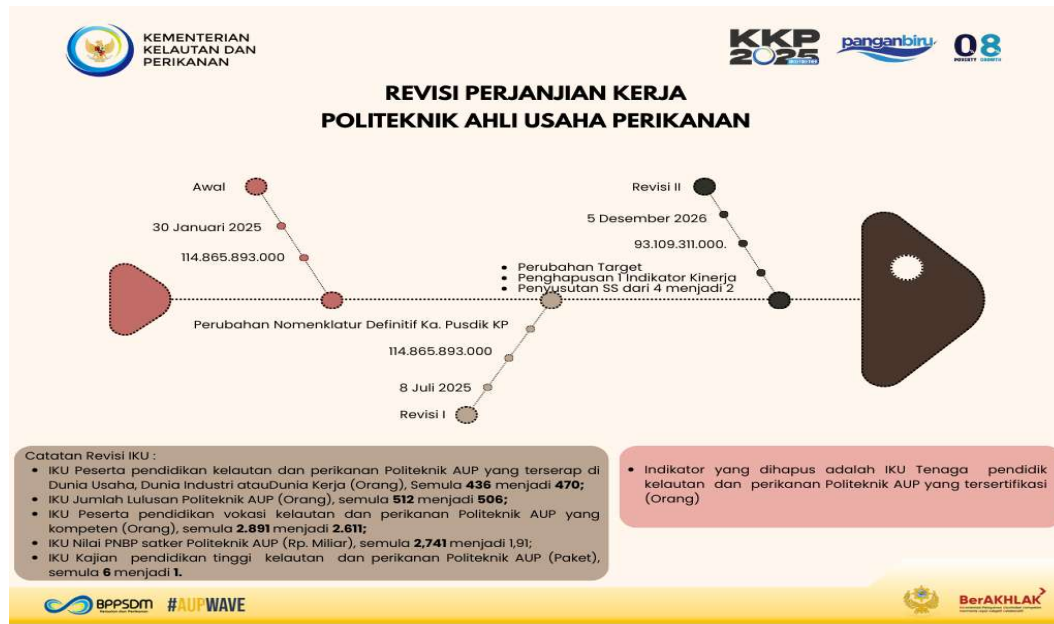 KEMENTERIAN
KELAUTAN DAN
PERIKANAN
KKP
2025
panganbiru
08
POVERTY GROWTH
REVISI PERJANJIAN KERJA
POLITEKNIK AHLI USAHA PERIKANAN
Awal
30 Januari 2025
114.865.893.000
Revisi II
5 Desember 2026
93.109.311.000.
• Perubahan Target
• Penghapusan 1 Indikator Kinerja
• Penyusutan SS dari 4 menjadi 2
Perubahan Nomenklatur Definitif Ka. Pusdik KP
114.865.893.000
8 Juli 2025
Revisi I
Catatan Revisi IKU :
• IKU Peserta pendidikan kelautan dan perikanan Politeknik AUP yang terserap di
Dunia Usaha, Dunia Industri atauDunia Kerja (Orang), Semula 436 menjadi 470;
• IKU Jumlah Lulusan Politeknik AUP (Orang), semula 512 menjadi 506;
• IKU Peserta pendidikan vokasi kelautan dan perikanan Politeknik AUP yang
kompeten (Orang), semula 2.891 menjadi 2.611;
• IKU Nilai PNBP satker Politeknik AUP (Rp. Miliar), semula 2,741 menjadi 1,91;
• IKU Kajian pendidikan tinggi kelautan dan perikanan Politeknik AUP (Paket),
semula 6 menjadi 1.
• Indikator yang dihapus adalah IKU Tenaga pendidik
kelautan dan perikanan Politeknik AUP yang tersertifikasi
(Orang)
BPPSDM
#AUPWAVE
BerAKHLAK